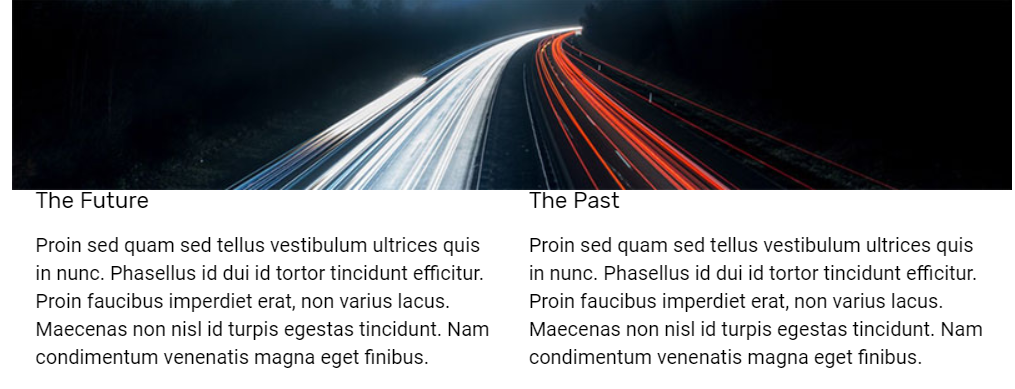 The Future
Proin sed quam sed tellus vestibulum ultrices quis
in nunc. Phasellus id dui id tortor tincidunt efficitur.
Proin faucibus imperdiet erat, non varius lacus.
Maecenas non nisl id turpis egestas tincidunt. Nam
condimentum venenatis magna eget finibus.
The Past
Proin sed quam sed tellus vestibulum ultrices quis
in nunc. Phasellus id dui id tortor tincidunt efficitur.
Proin faucibus imperdiet erat, non varius lacus.
Maecenas non nisl id turpis egestas tincidunt. Nam
condimentum venenatis magna eget finibus.